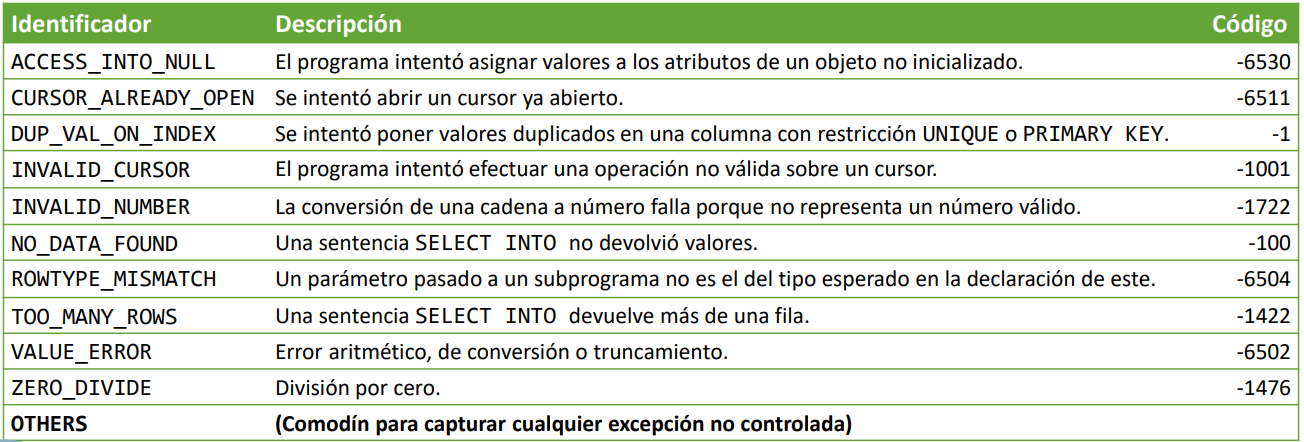 Identificador Descripción Código
ACCESS_INTO_NULL El programa intentó asignar valores a los atributos de un objeto no inicializado. -6530
CURSOR_ALREADY_OPEN Se intentó abrir un cursor ya abierto. -6511
DUP_VAL_ON_INDEX Se intentó poner valores duplicados en una columna con restricción UNIQUE o PRIMARY KEY. -1
INVALID_CURSOR El programa intentó efectuar una operación no válida sobre un cursor. -1001
INVALID_NUMBER La conversión de una cadena a número falla porque no representa un número válido. -1722
NO_DATA_FOUND Una sentencia SELECT INTO no devolvió valores. -100
ROWTYPE_MISMATCH Un parámetro pasado a un subprograma no es el del tipo esperado en la declaración de este. -6504
TOO_MANY_ROWS Una sentencia SELECT INTO devuelve más de una fila. -1422
VALUE_ERROR Error aritmético, de conversión o truncamiento. -6502
ZERO_DIVIDE División por cero. -1476
OTHERS (Comodín para capturar cualquier excepción no controlada)